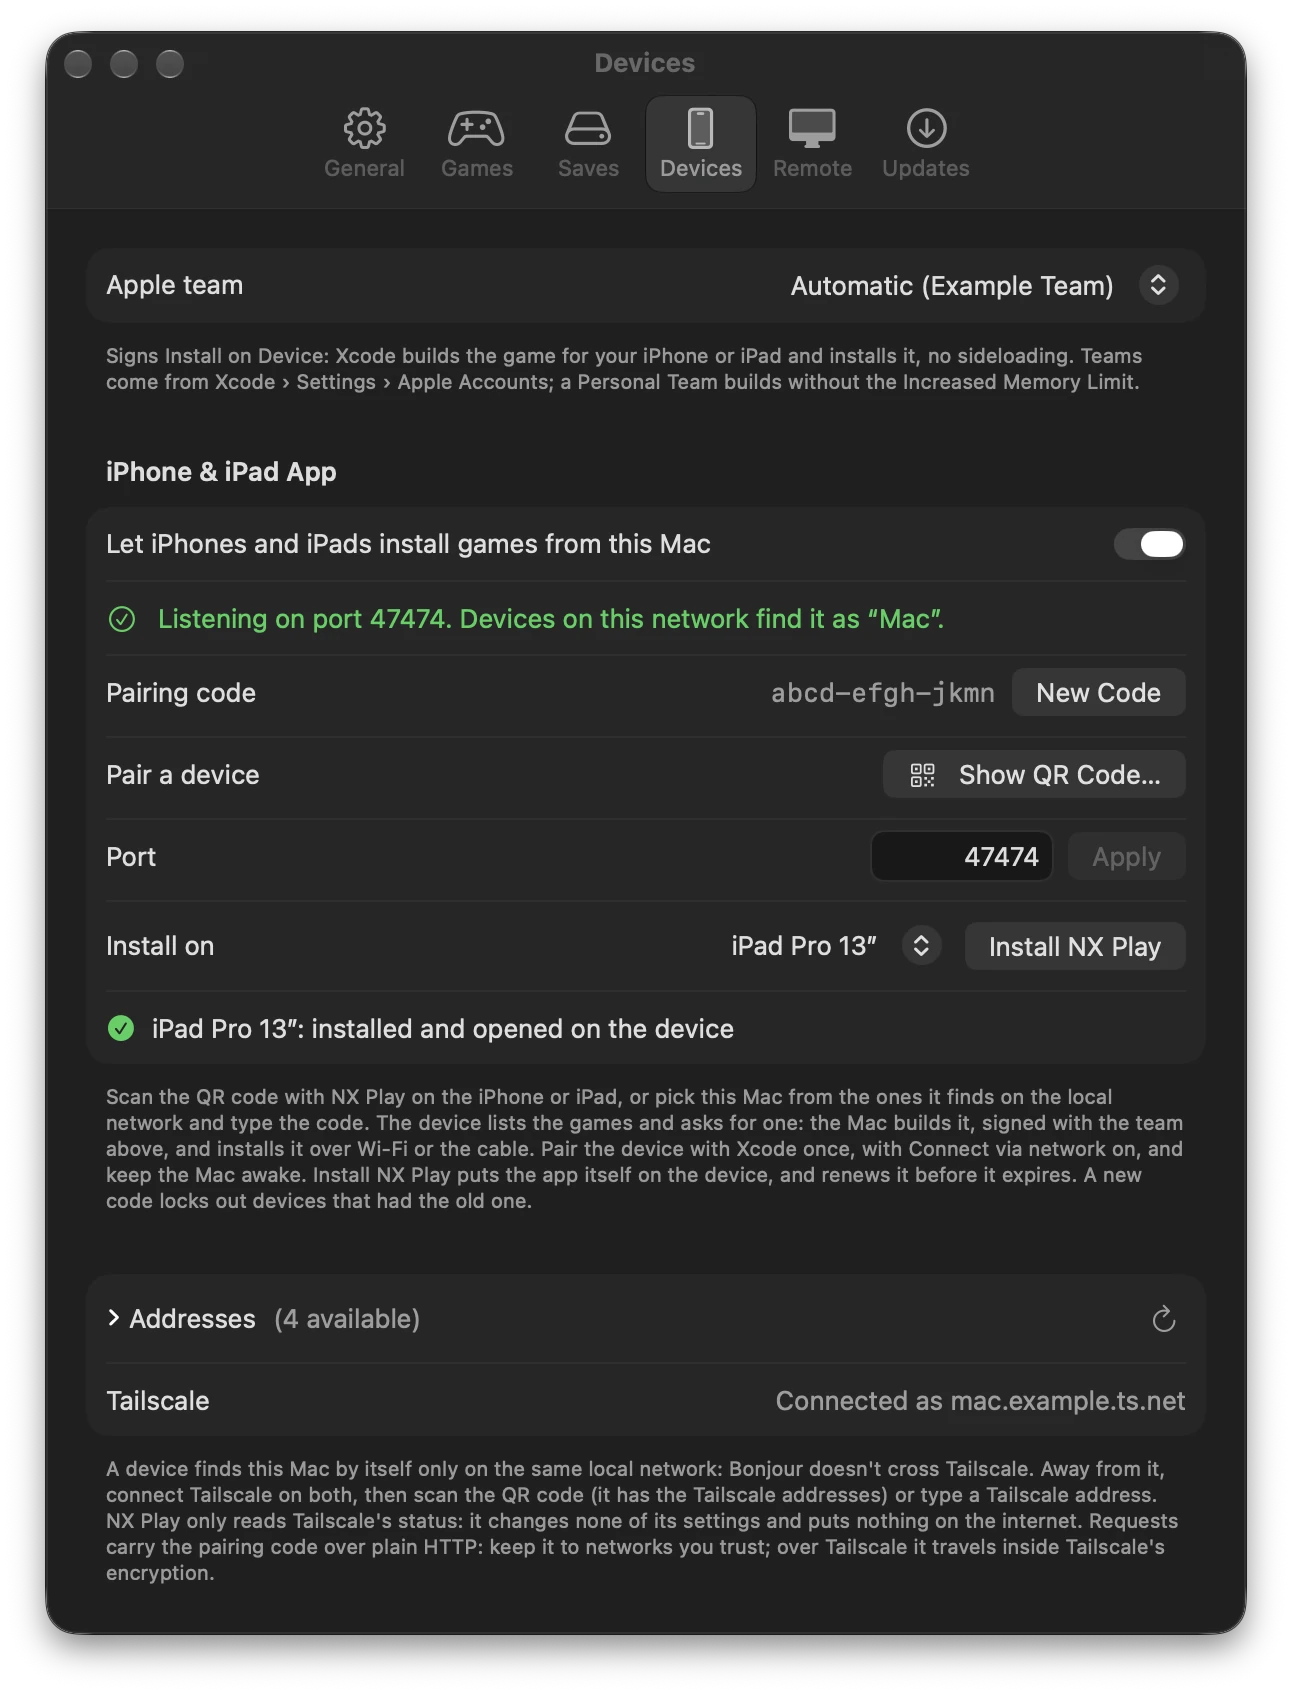 Devices
General
Games
Saves
Devices
Remote
Updates
Apple team
Automatic (Example Team)
Signs Install on Device: Xcode builds the game for your iPhone or iPad and installs it, no sideloading. Teams
come from Xcode › Settings › Apple Accounts; a Personal Team builds without the Increased Memory Limit.
iPhone & iPad App
Let iPhones and iPads install games from this Mac
Listening on port 47474. Devices on this network find it as “Mac”.
Pairing code
abcd-efgh-jkmn
New Code
Pair a device
Show QR Code...
Port
47474
Apply
Install on
iPad Pro 13″
Install NX Play
iPad Pro 13″: installed and opened on the device
Scan the QR code with NX Play on the iPhone or iPad, or pick this Mac from the ones it finds on the local
network and type the code. The device lists the games and asks for one: the Mac builds it, signed with the team
above, and installs it over Wi-Fi or the cable. Pair the device with Xcode once, with Connect via network on, and
keep the Mac awake. Install NX Play puts the app itself on the device, and renews it before it expires. A new
code locks out devices that had the old one.
Addresses (4 available)
Tailscale
Connected as mac.example.ts.net
A device finds this Mac by itself only on the same local network: Bonjour doesn't cross Tailscale. Away from it,
connect Tailscale on both, then scan the QR code (it has the Tailscale addresses) or type a Tailscale address.
NX Play only reads Tailscale's status: it changes none of its settings and puts nothing on the internet. Requests
carry the pairing code over plain HTTP: keep it to networks you trust; over Tailscale it travels inside Tailscale's
encryption.